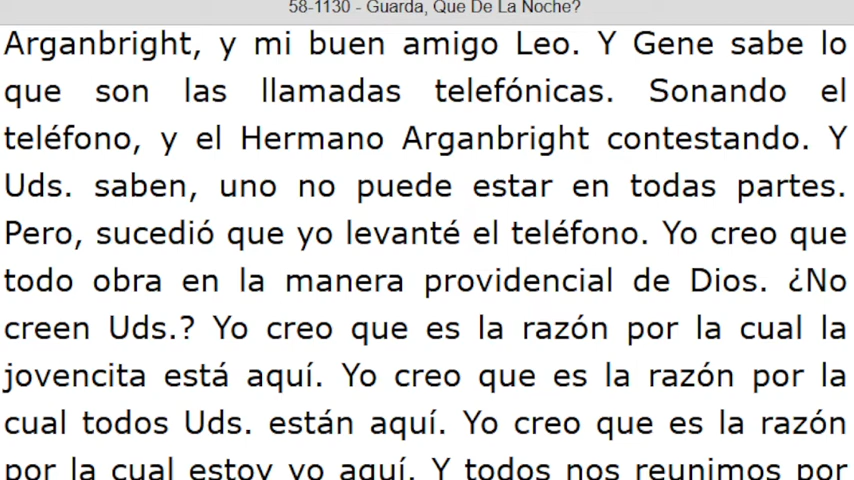 58-1130 - Guarda, Que De La Noche?
Arganbright, y mi buen amigo Leo. Y Gene sabe lo
que son las llamadas telefónicas. Sonando el
teléfono, y el Hermano Arganbright contestando. Y
Uds. saben, uno no puede estar en todas partes.
Pero, sucedió que yo levanté el teléfono. Yo creo que
todo obra en la manera providencial de Dios. ¿No
creen Uds.? Yo creo que es la razón por la cual la
jovencita está aquí. Yo creo que es la razón por la
cual todos Uds. están aquí. Yo creo que es la razón
por la cual estoy yo aquí. Y todos nos reunimos por